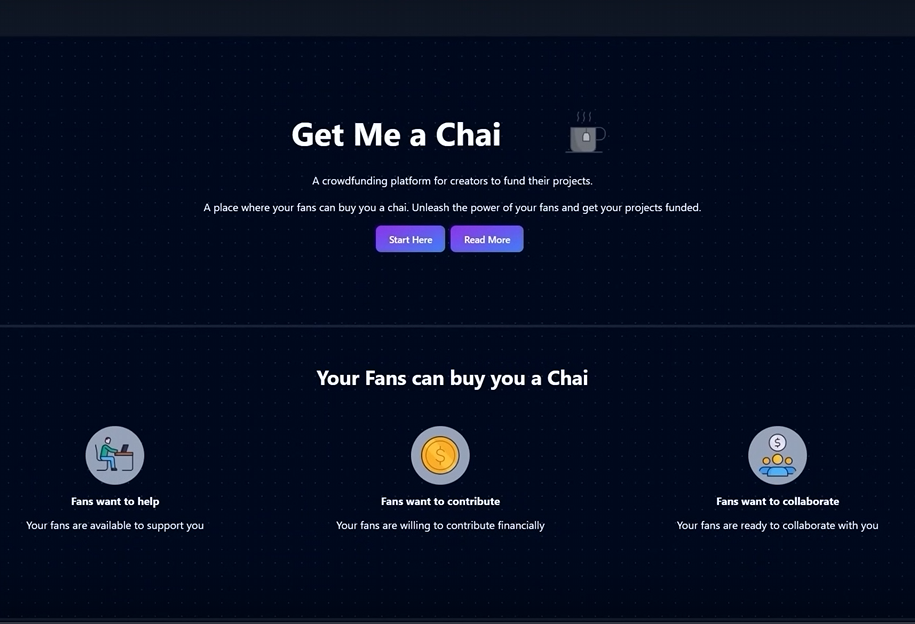 Get Me a Chai
A crowdfunding platform for creators to fund their projects.
A place where your fans can buy you a chai. Unleash the power of your fans and get your projects funded.
Start Here
Read More
Your Fans can buy you a Chai
$
$
Fans want to help
Fans want to contribute
Fans want to collaborate
Your fans are available to support you
Your fans are willing to contribute financially
Your fans are ready to collaborate with you